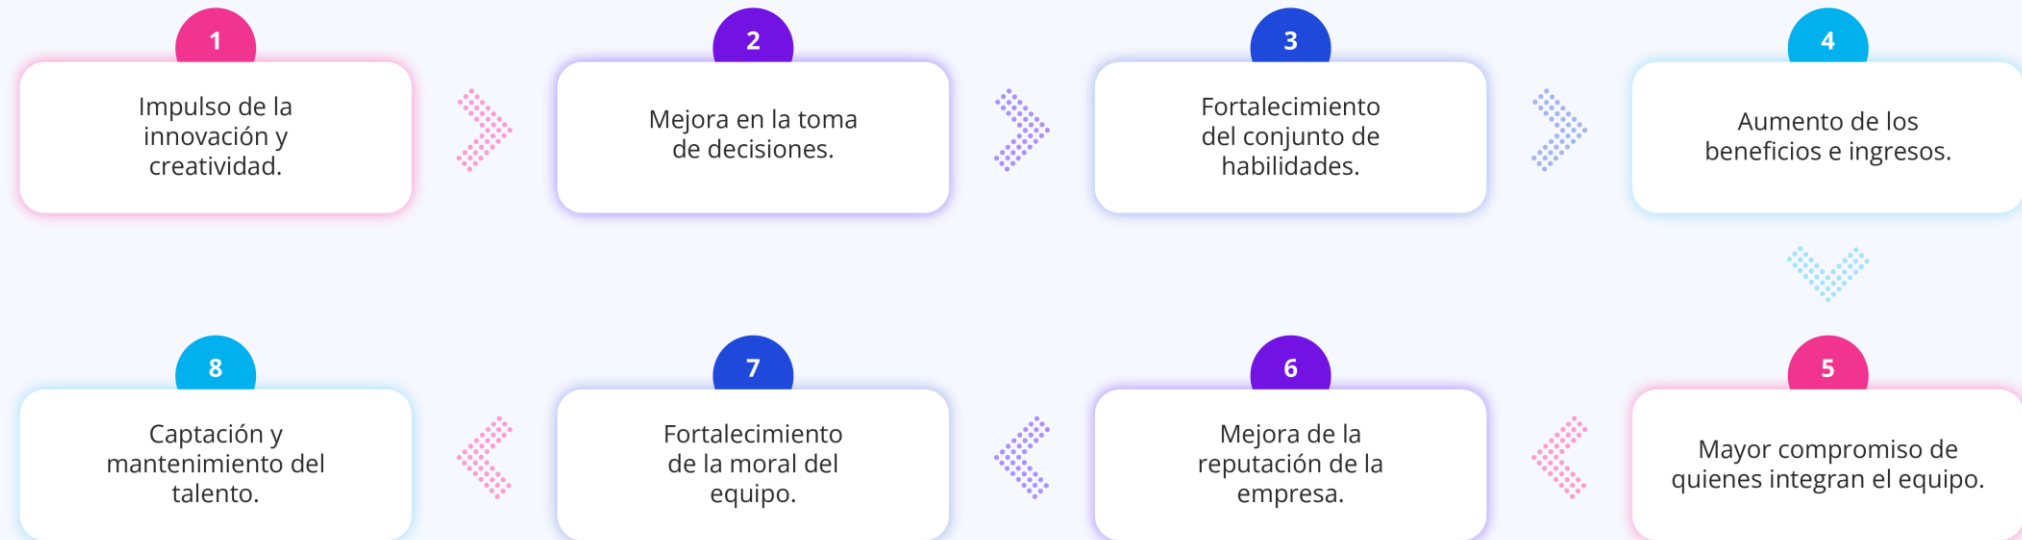 1
Impulso de la
innovación y
creatividad.
2
Mejora en la toma
de decisiones.
3
Fortalecimiento
del conjunto de
habilidades.
4
Aumento de los
beneficios e ingresos.
5
Mayor compromiso de
quienes integran el equipo.
6
Mejora de la
reputación de la
empresa.
7
Fortalecimiento
de la moral del
equipo.
8
Captación y
mantenimiento del
talento.